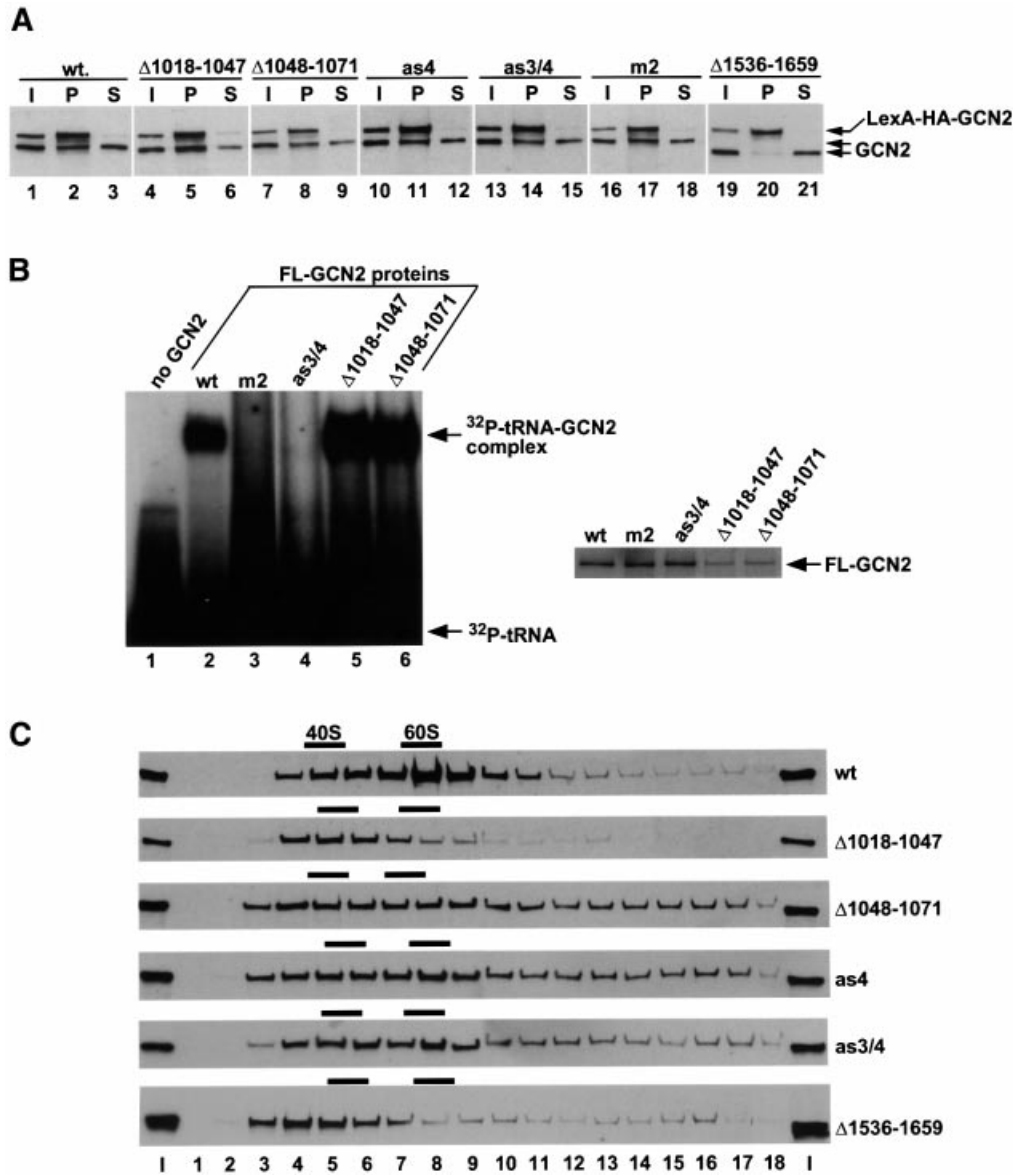 A
wt. Δ1018-1047 Δ1048-1071 as4 as3/4 m2 Δ1536-1659
I P S I P S I P S I P S I P S I P S I P S
LexA-HA-GCN2
GCN2
1 2 3 4 5 6 7 8 9 10 11 12 13 14 15 16 17 18 19 20 21
B
FL-GCN2 proteins
no GCN2 wt m2 as3/4 Δ1018-1047 Δ1048-1071
32P-tRNA-GCN2
complex
32P-tRNA
1 2 3 4 5 6
wt m2 as3/4 Δ1018-1047 Δ1048-1071
FL-GCN2
C
40S 60S
wt
Δ1018-1047
Δ1048-1071
as4
as3/4
Δ1536-1659
I 1 2 3 4 5 6 7 8 9 10 11 12 13 14 15 16 17 18 I